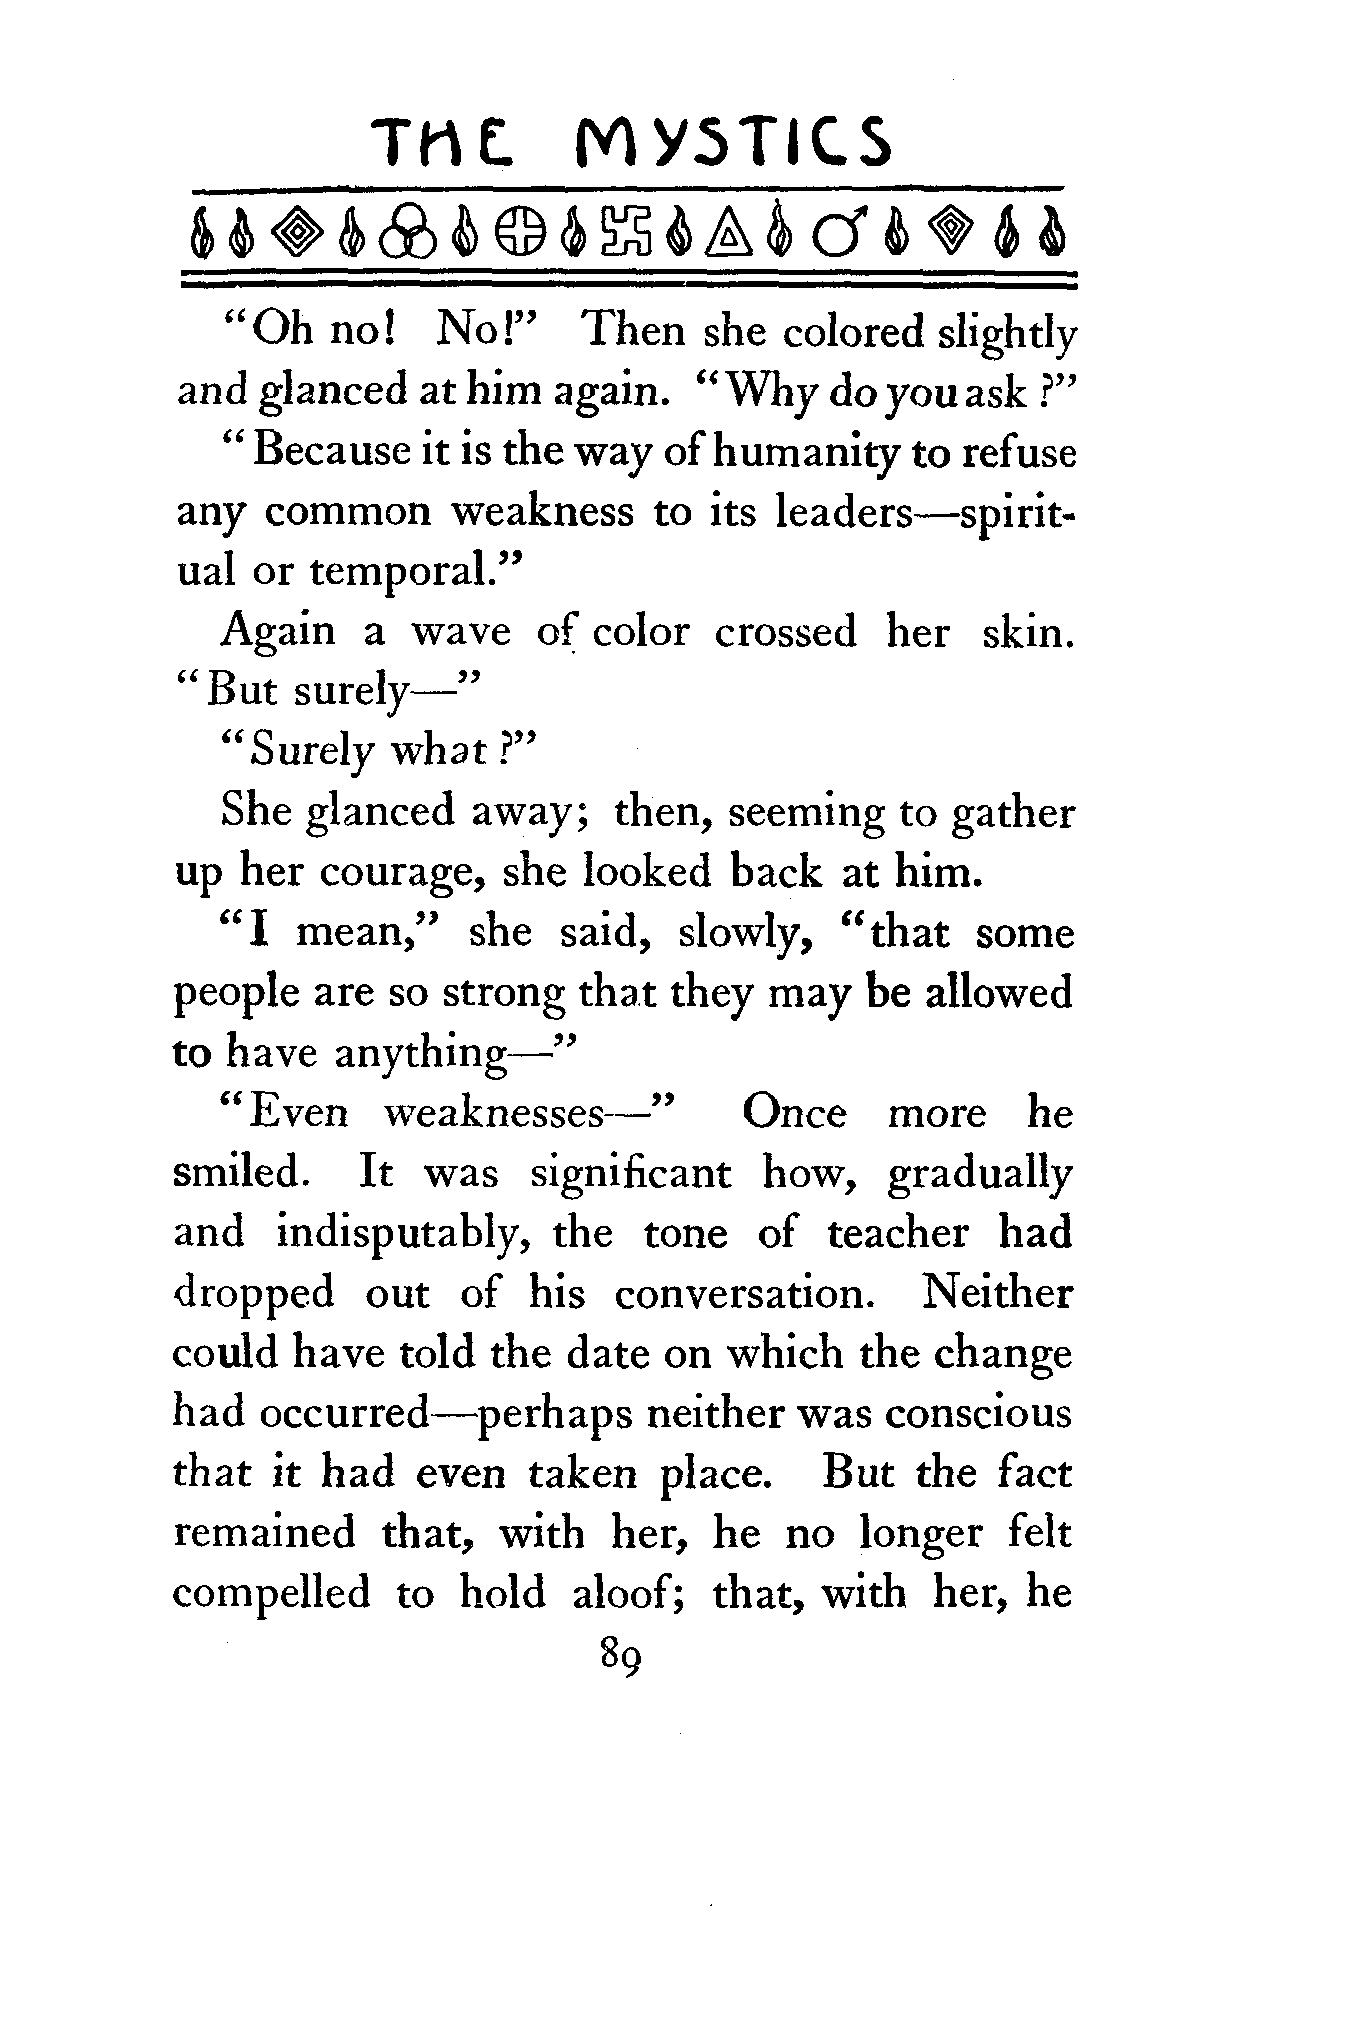 THE MYSTICS
"Oh no! No!" Then she colored slightly
and glanced at him again. "Why do you ask?"
"Because it is the way of humanity to refuse
any common weakness to its leaders—spirit-
ual or temporal."
Again a wave of color crossed her skin.
"But surely—"
"Surely what?"
She glanced away; then, seeming to gather
up her courage, she looked back at him.
"I mean," she said, slowly, "that some
people are so strong that they may be allowed
to have anything—"
"Even weaknesses—" Once more he
smiled. It was significant how, gradually
and indisputably, the tone of teacher had
dropped out of his conversation. Neither
could have told the date on which the change
had occurred—perhaps neither was conscious
that it had even taken place. But the fact
remained that, with her, he no longer felt
compelled to hold aloof; that, with her, he
89